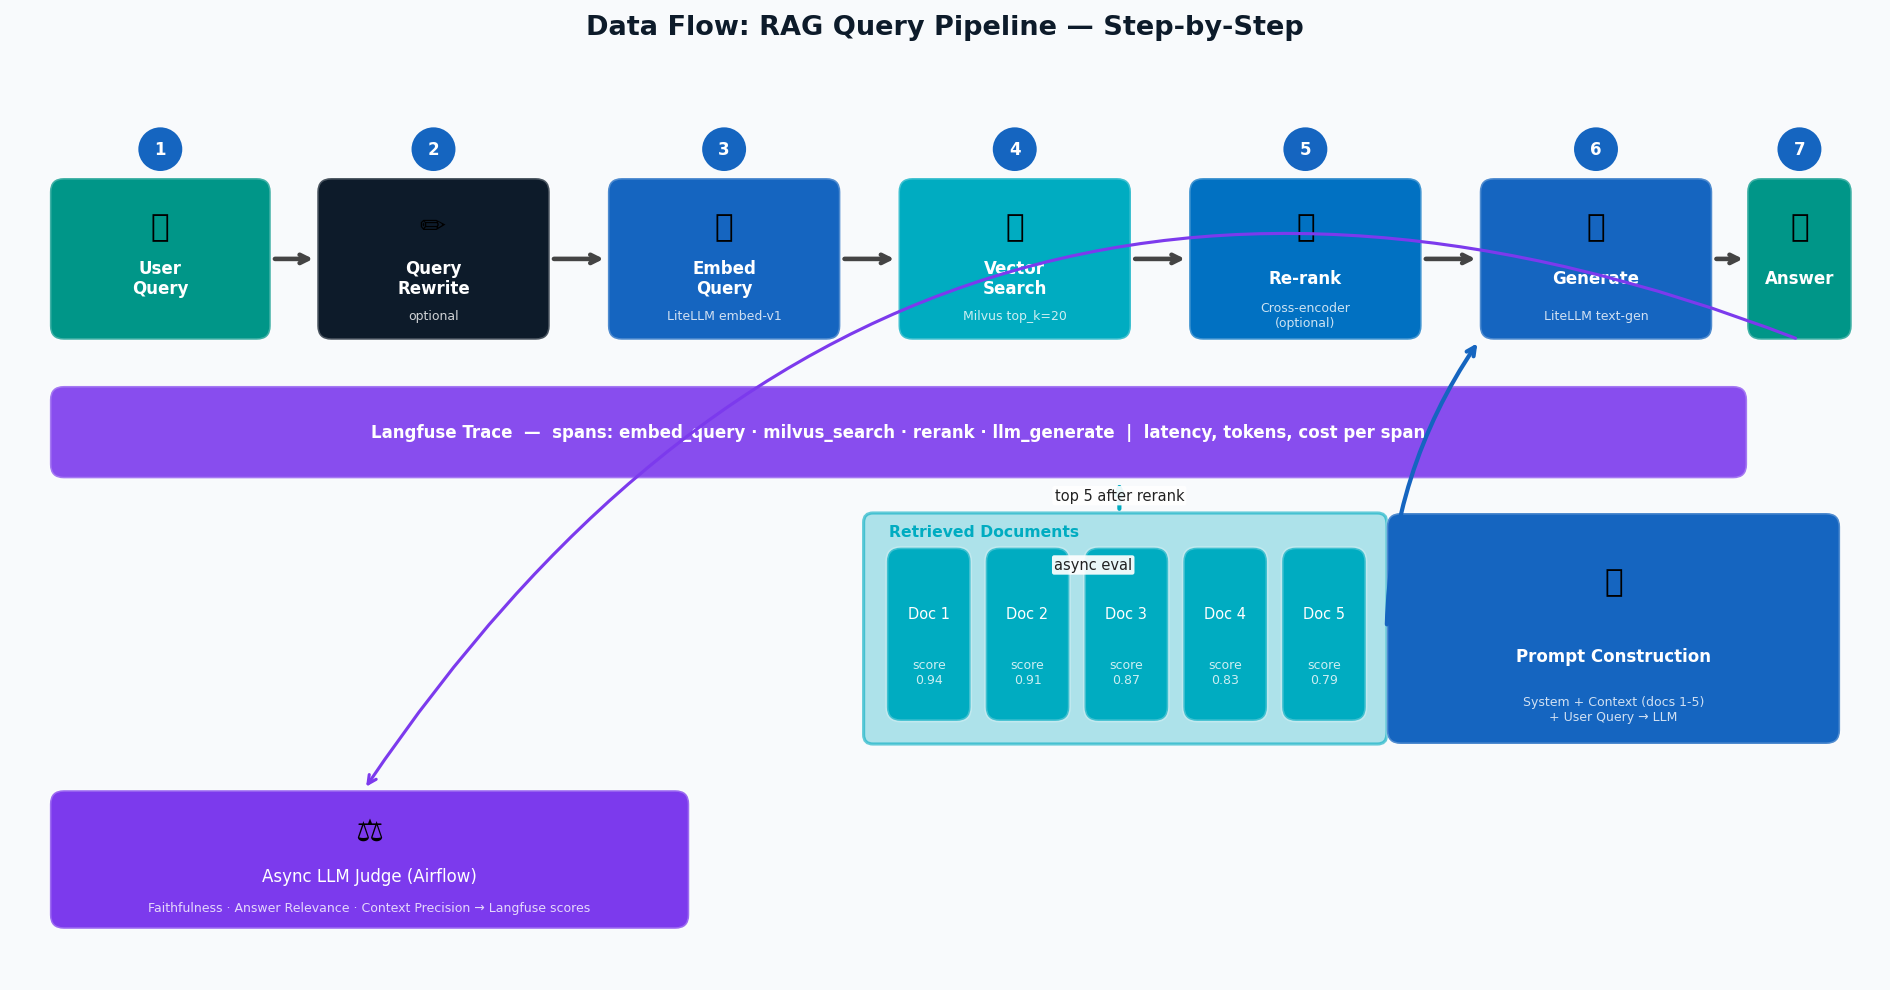 Data Flow: RAG Query Pipeline — Step-by-Step
1
2
3
4
5
6
7
User
Query
Query
Rewrite
optional
Embed
Query
LiteLLM embed-v1
Vector
Search
Milvus top_k=20
Re-rank
Cross-encoder
(optional)
Generate
LiteLLM text-gen
Answer
Langfuse Trace — spans: embed_query · milvus_search · rerank · llm_generate | latency, tokens, cost per span
top 5 after rerank
Retrieved Documents
async eval
Doc 1
score
0.94
Doc 2
score
0.91
Doc 3
score
0.87
Doc 4
score
0.83
Doc 5
score
0.79
Prompt Construction
System + Context (docs 1-5)
+ User Query → LLM
Async LLM Judge (Airflow)
Faithfulness · Answer Relevance · Context Precision → Langfuse scores